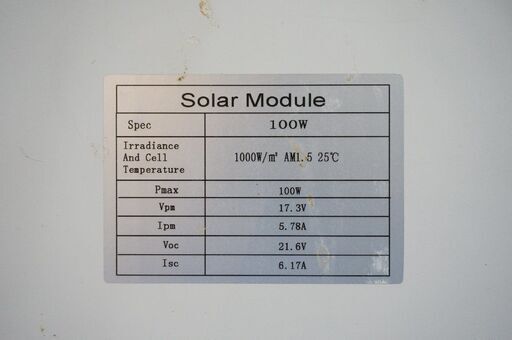 Solar Module
Spec 100W
Irradiance
And Cell
Temperature
1000W/㎡ AM1.5 25℃
Pmax 100W
Vpm 17.3V
Ipm 5.78A
Voc 21.6V
Isc 6.17A